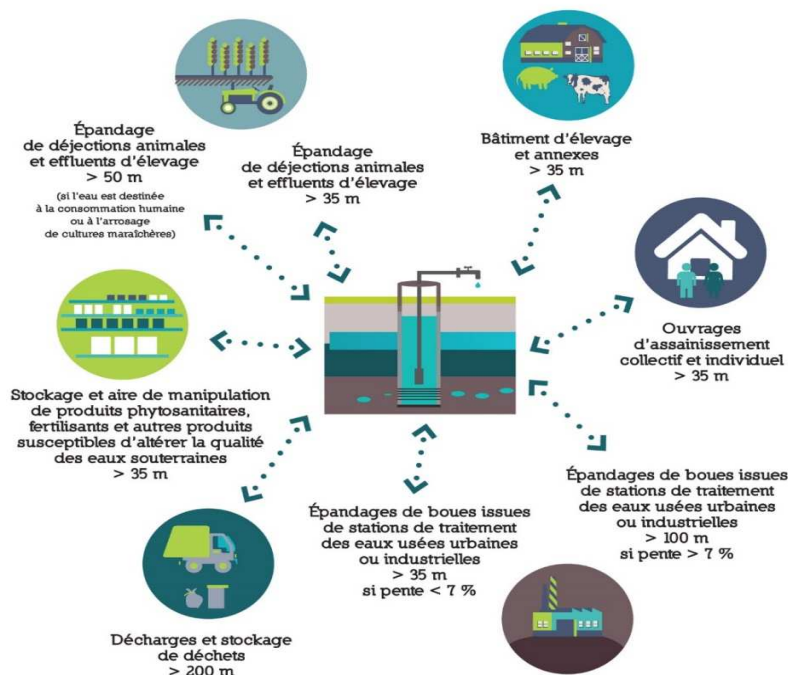 Épandage
de déjections animales
et effluents d'élevage
> 50 m
(si l'eau est destinée
à la consommation humaine
ou à l'arrosage
de cultures maraîchères)
Épandage
de déjections animales
et effluents d'élevage
> 35 m
Bâtiment d'élevage
et annexes
> 35 m
Ouvrages
d'assainissement
collectif et individuel
> 35 m
Stockage et aire de manipulation
de produits phytosanitaires,
fertilisants et autres produits
susceptibles d'altérer la qualité
des eaux souterraines
> 35 m
Épandages de boues issues
de stations de traitement
des eaux usées urbaines
ou industrielles
> 35 m
si pente < 7 %
Épandages de boues issues
de stations de traitement
des eaux usées urbaines
ou industrielles
> 100 m
si pente > 7 %
Décharges et stockage
de déchets
> 200 m